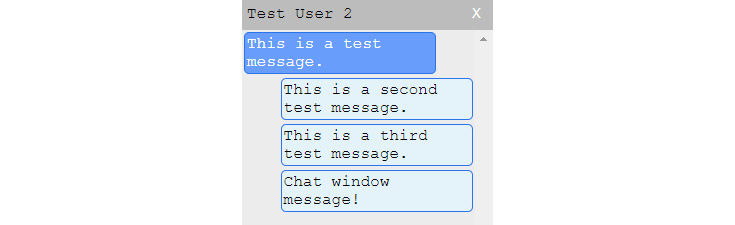 Test User 2 X
This is a test
message.
This is a second
test message.
This is a third
test message.
Chat window
message!